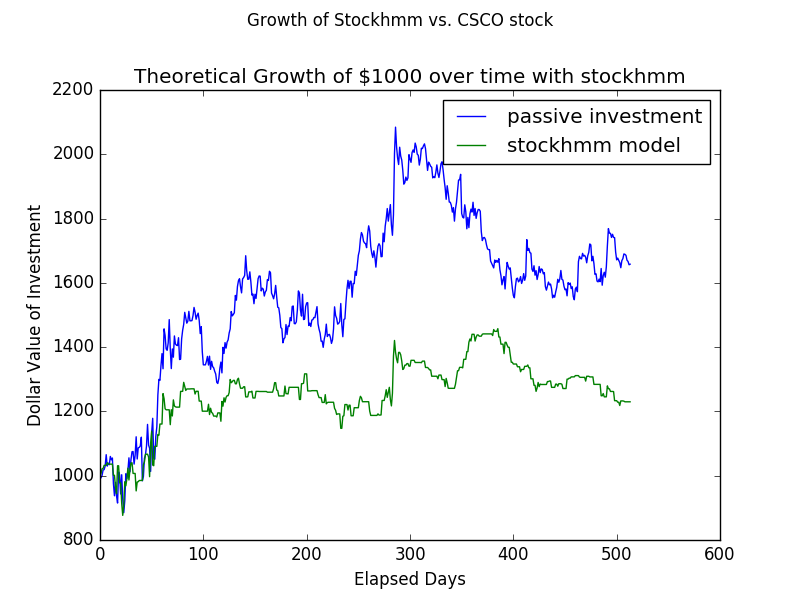 Growth of Stockhmm vs. CSCO stock
Theoretical Growth of $1000 over time with stockhmm
2200
2000
1800
1600
1400
1200
1000
800
Dollar Value of Investment
passive investment
stockhmm model
0 100 200 300 400 500 600
Elapsed Days